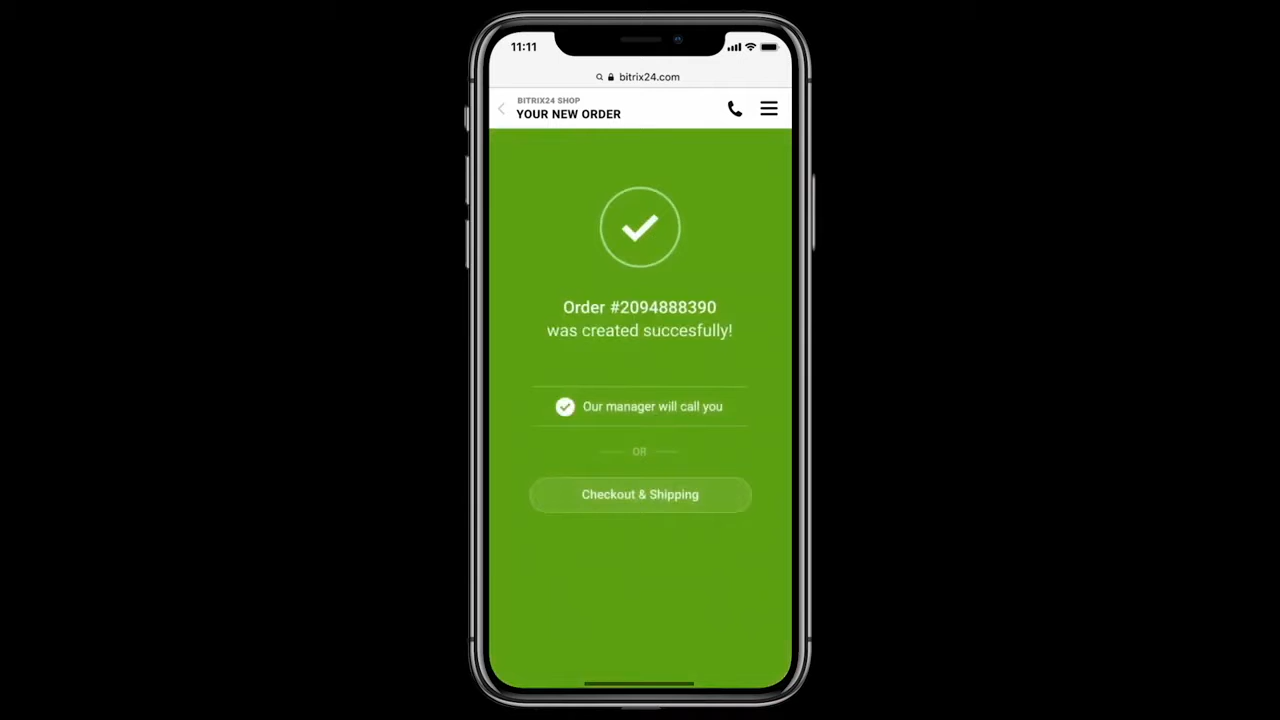 11:11
bitrix24.com
BITRIX24 SHOP
YOUR NEW ORDER
Order #2094888390
was created succesfully!
Our manager will call you
OR
Checkout & Shipping